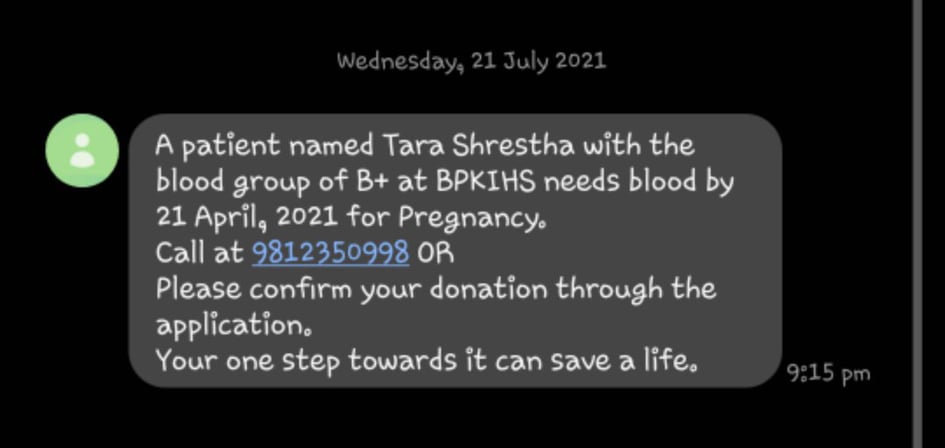 Wednesday, 21 July 2021
A patient named Tara Shrestha with the
blood group of B+ at BPKIHS needs blood by
21 April, 2021 for Pregnancy.
Call at 9812350998 OR
Please confirm your donation through the
application.
Your one step towards it can save a life.
9:15 pm